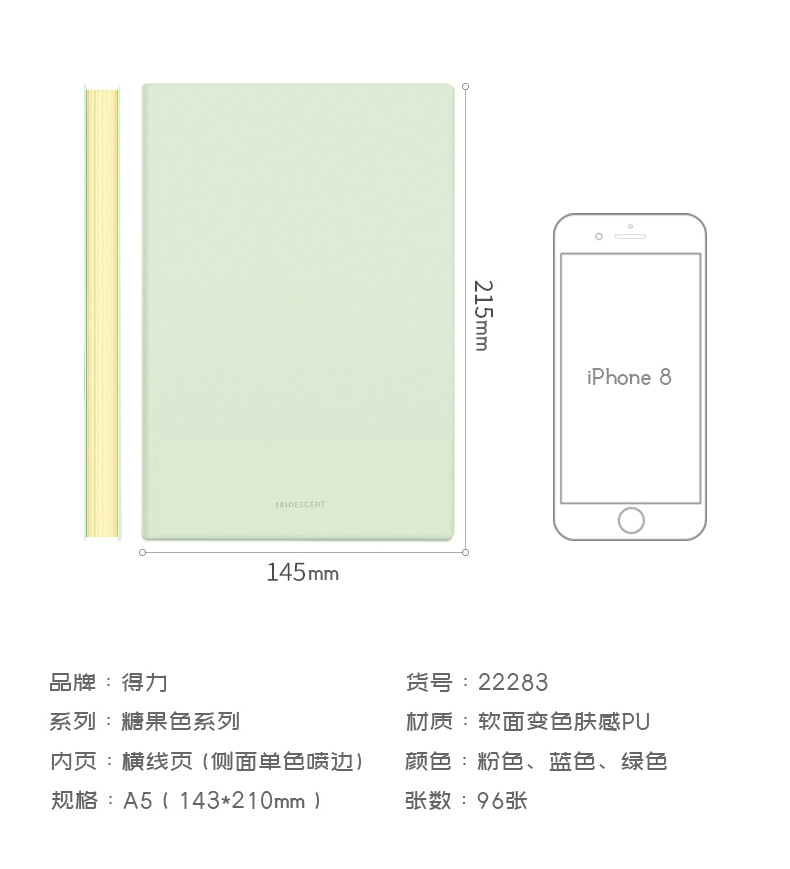 215mm
iPhone 8
IRIDESCENT
145mm
品牌：得力
货号：22283
系列：糖果色系列
材质：软面变色肤感PU
内页：横线页（侧面单色喷边）
颜色：粉色、蓝色、绿色
规格：A5（143*210mm）
张数：96张